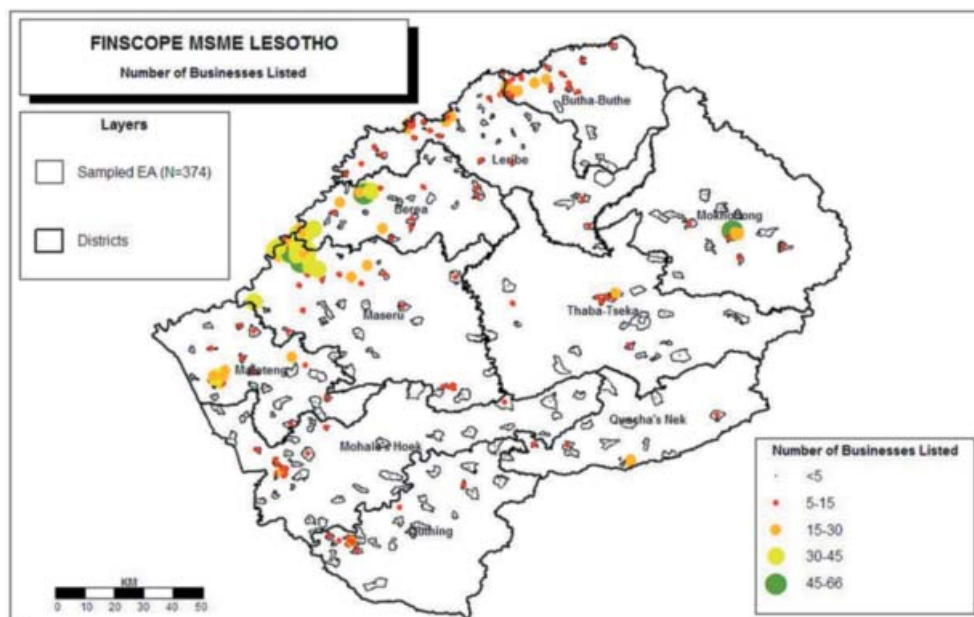 FINSCOPE MSME LESOTHO
Number of Businesses Listed
Layers
Sampled EA (N=374)
Districts
Butha-Buthe
Leribe
Berea
Mokhotlong
Maseru
Thaba-Tseka
Mafeteng
Mohale's Hoek
Qascha's Nek
Quthing
Number of Businesses Listed
<5
5-15
15-30
30-45
45-66
KM
0 10 20 30 40 50